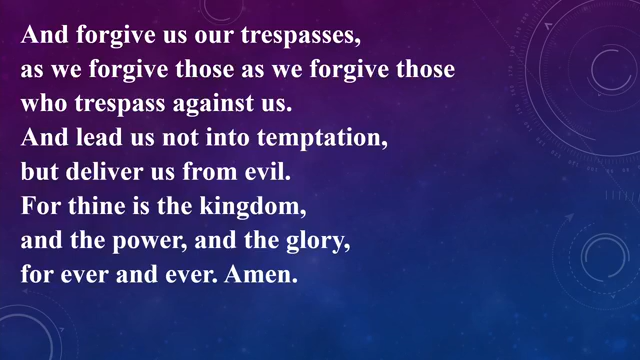 And forgive us our trespasses,
as we forgive those as we forgive those
who trespass against us.
And lead us not into temptation,
but deliver us from evil.
For thine is the kingdom,
and the power, and the glory,
for ever and ever. Amen.